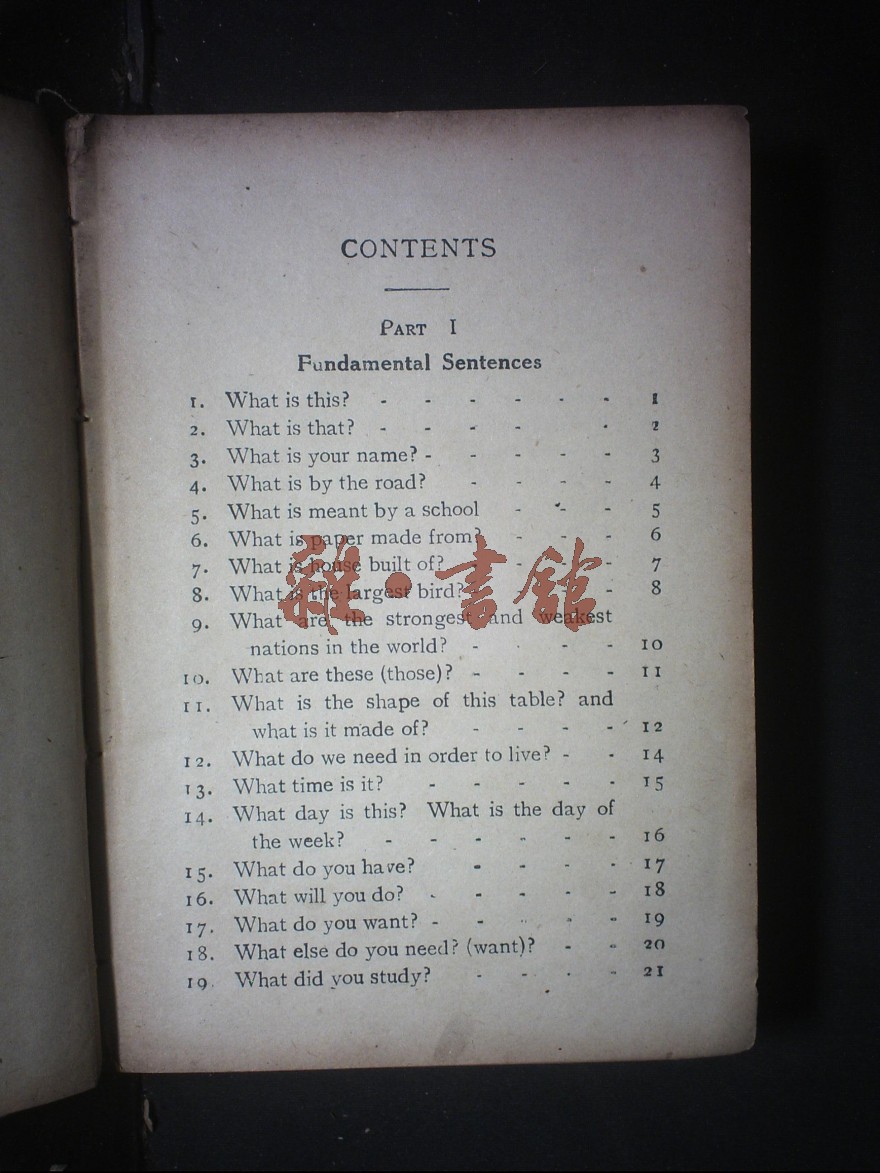 CONTENTS
PART I
Fundamental Sentences
1. What is this? - - - - - - 1
2. What is that? - - - - - 2
3. What is your name? - - - - - 3
4. What is by the road? - - - - 4
5. What is meant by a school - - - 5
6. What is paper made from? - - - 6
7. What is house built of? - - - - 7
8. What is the largest bird? - - - - 8
9. What are the strongest and weakest
nations in the world? - - - - 10
10. What are these (those)? - - - - 11
11. What is the shape of this table? and
what is it made of? - - - - 12
12. What do we need in order to live? - - 14
13. What time is it? - - - - - 15
14. What day is this? What is the day of
the week? - - - - - - 16
15. What do you have? - - - - 17
16. What will you do? - - - - - 18
17. What do you want? - - - - - 19
18. What else do you need? (want)? - - 20
19. What did you study? - - - - 21
雜·書館